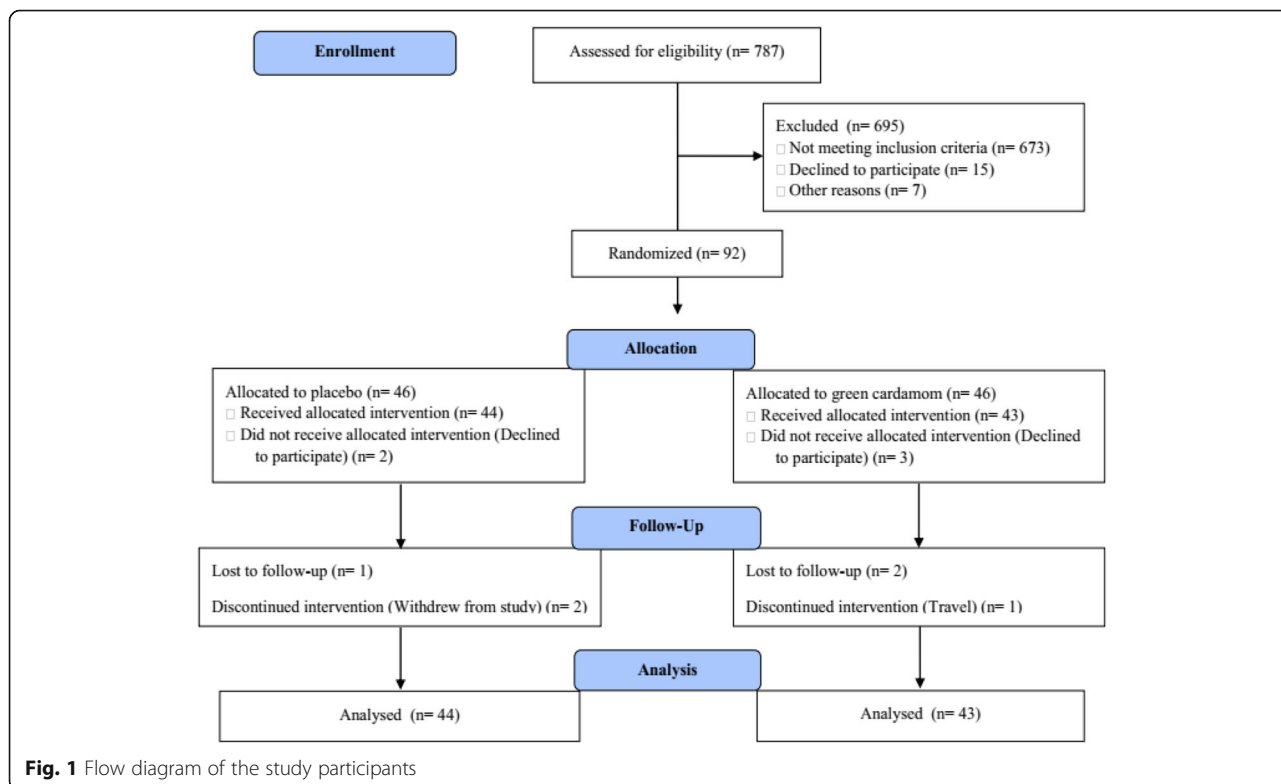 Enrollment
Assessed for eligibility (n= 787)
Excluded (n= 695)
□ Not meeting inclusion criteria (n= 673)
□ Declined to participate (n= 15)
□ Other reasons (n= 7)
Randomized (n= 92)
Allocation
Allocated to placebo (n= 46)
□ Received allocated intervention (n= 44)
□ Did not receive allocated intervention (Declined
to participate) (n= 2)
Allocated to green cardamom (n= 46)
□ Received allocated intervention (n= 43)
□ Did not receive allocated intervention (Declined
to participate) (n= 3)
Follow-Up
Lost to follow-up (n= 1)
Discontinued intervention (Withdrew from study) (n= 2)
Lost to follow-up (n= 2)
Discontinued intervention (Travel) (n= 1)
Analysis
Analysed (n= 44)
Analysed (n= 43)
Fig. 1 Flow diagram of the study participants